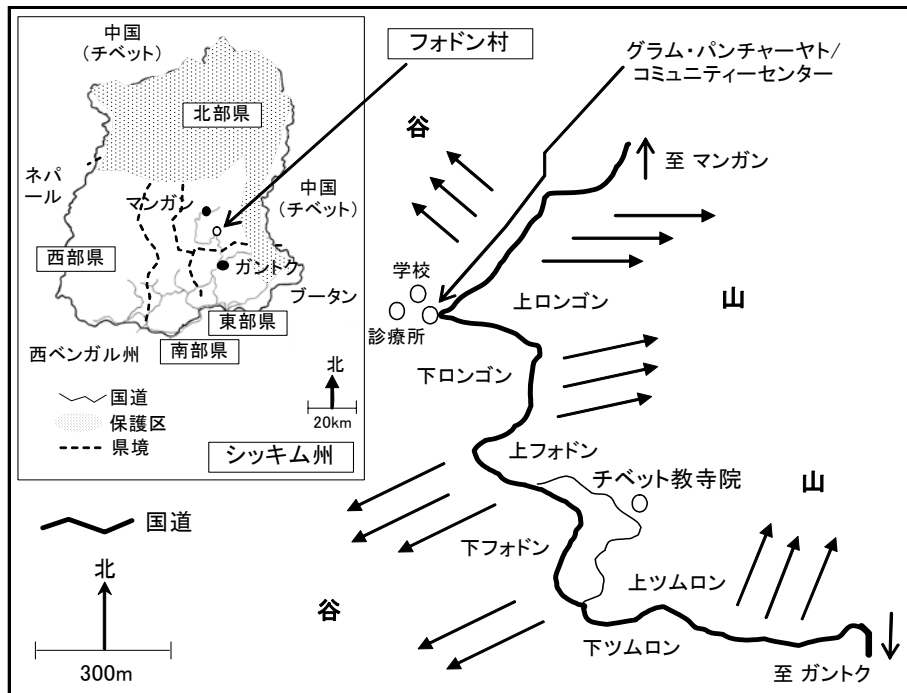 中国
(チベット)
北部県
ネパ
ール
マンガン
中国
(チベット)
西部県
ガントク
ブータン
東部県
南部県
西ベンガル州
国道
保護区
県境
北
20km
シッキム州
フォドン村
グラム・パンチャーヤト/
コミュニティーセンター
谷
至 マンガン
学校
診療所
上ロンゴン
山
下ロンゴン
上フォドン
チベット教寺院
山
下フォドン
上ツムロン
谷
下ツムロン
至 ガントク
国道
北
300m